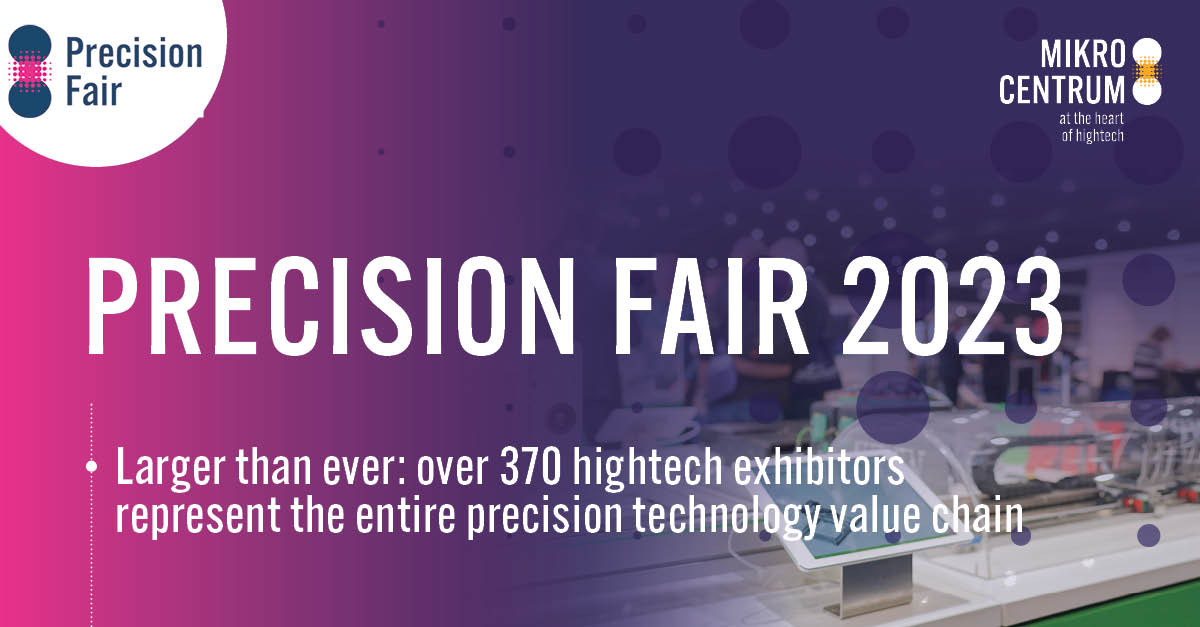 Precision
Fair
MIKRO
CENTRUM
at the heart
of hightech
PRECISION FAIR 2023
Larger than ever: over 370 hightech exhibitors
represent the entire precision technology value chain